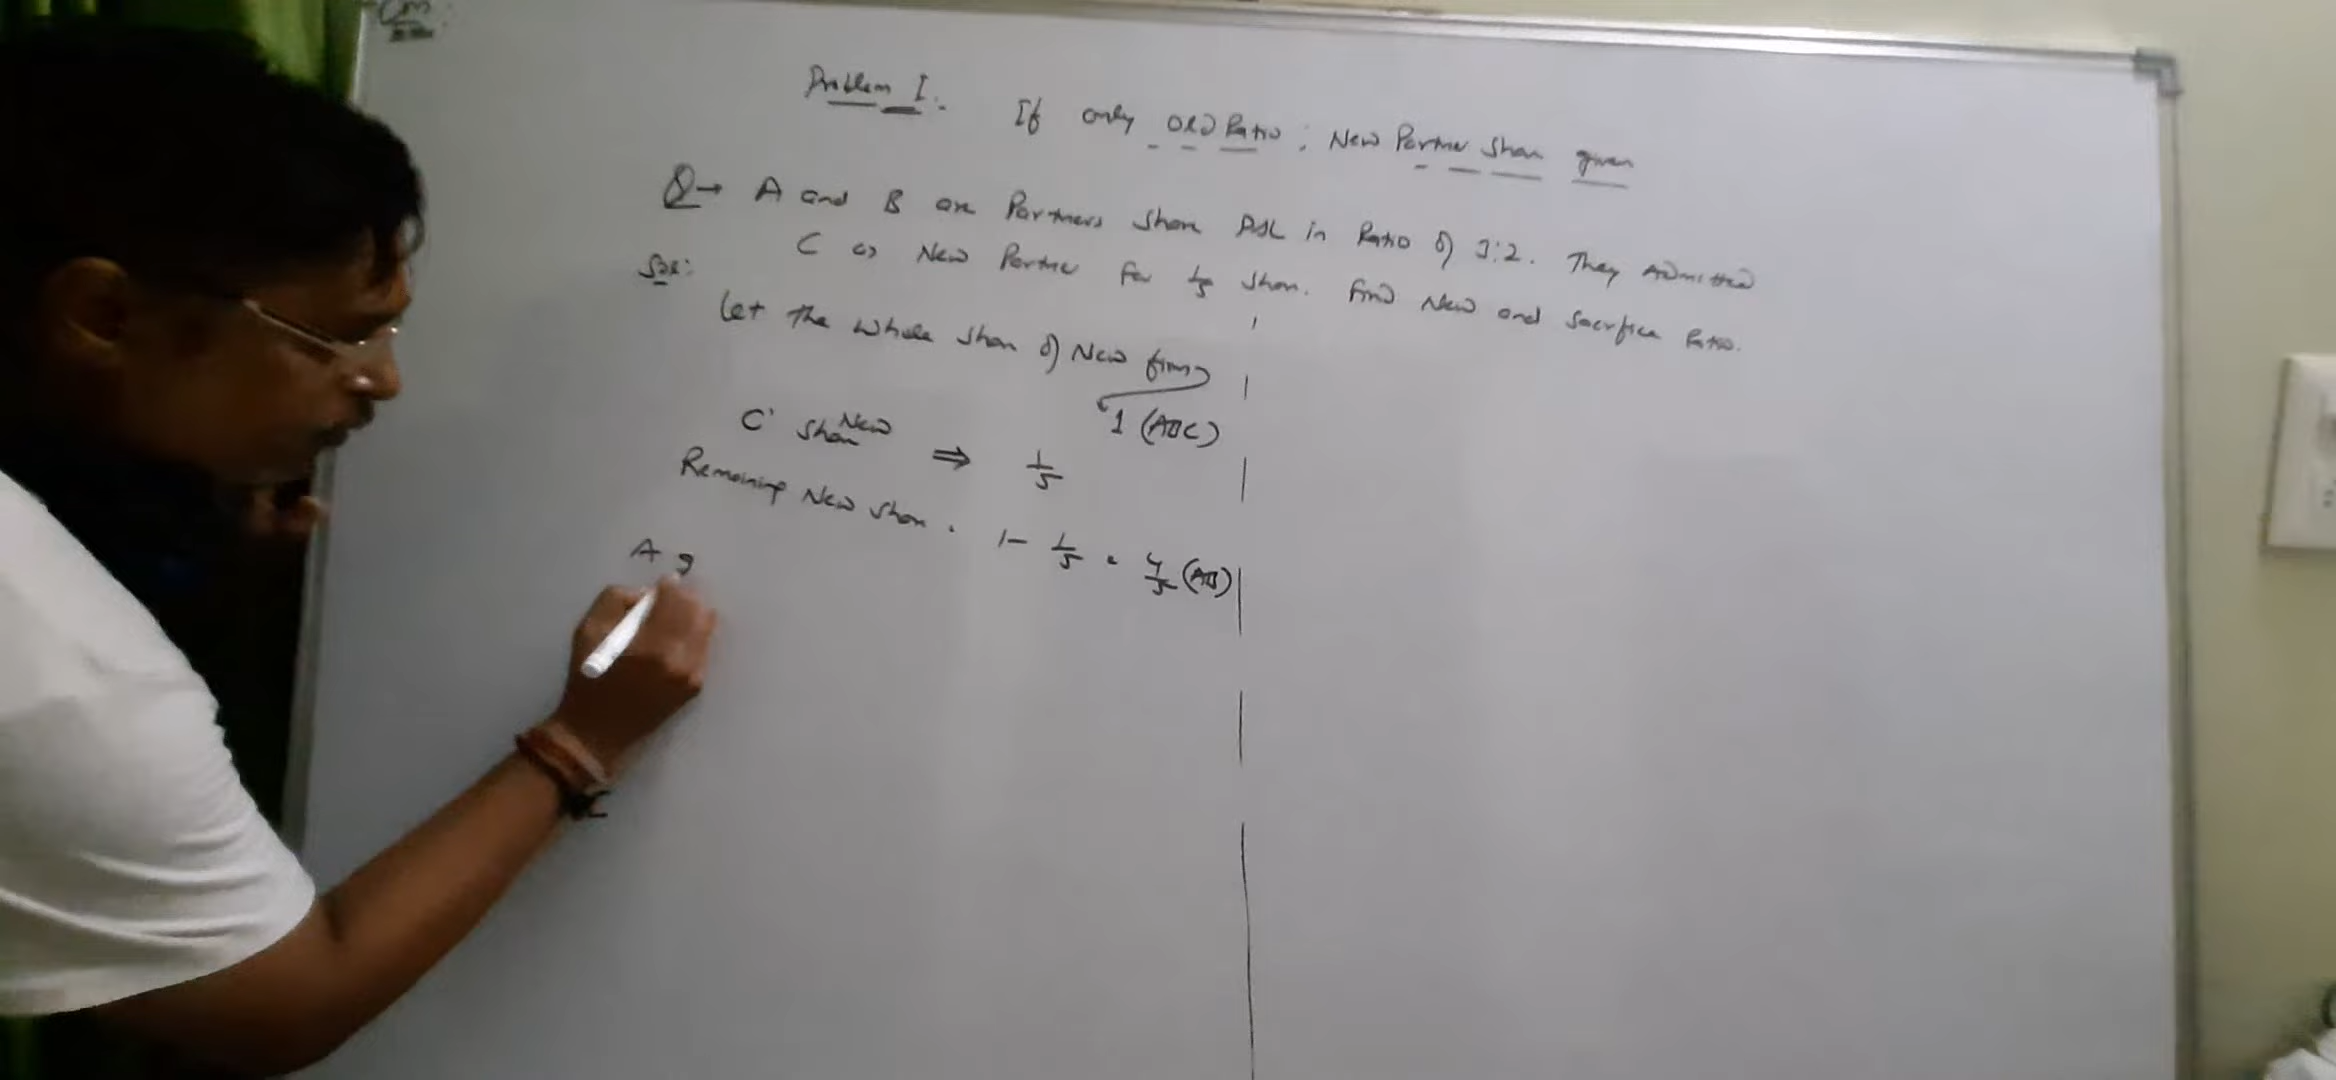 Problem I:- If only Old Ratio, New Partner Share given
Q→ A and B are Partners Share P&L in Ratio of 3:2. They Admitted
C as New Partner for 1/5 Share. Find New and Sacrifice Ratio.
Sol:
Let the whole share of New firm
1 (ABC)
C' Share New ⇒ 1/5
Remaining New Share = 1 - 1/5 = 4/5 (AB)
A